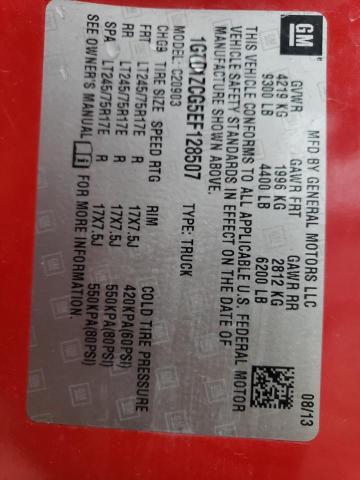 GM
MFD BY GENERAL MOTORS LLC
08/13
GVWR GAWR FRT GAWR RR
4219 KG 1996 KG 2812 KG
9300 LB 4400 LB 6200 LB
THIS VEHICLE CONFORMS TO ALL APPLICABLE U.S. FEDERAL MOTOR
VEHICLE SAFETY STANDARDS IN EFFECT ON THE DATE OF
MANUFACTURE SHOWN ABOVE.
TYPE: TRUCK
MODEL: C20903
CHG9 TIRE SIZE SPEED RTG RIM COLD TIRE PRESSURE
FRT LT245/75R17E R 17X7.5J 420KPA(60PSI)
RR LT245/75R17E R 17X7.5J 550KPA(80PSI)
SPA LT245/75R17E R 17X7.5J 550KPA(80PSI)
SEE OWNER'S MANUAL FOR MORE INFORMATION.